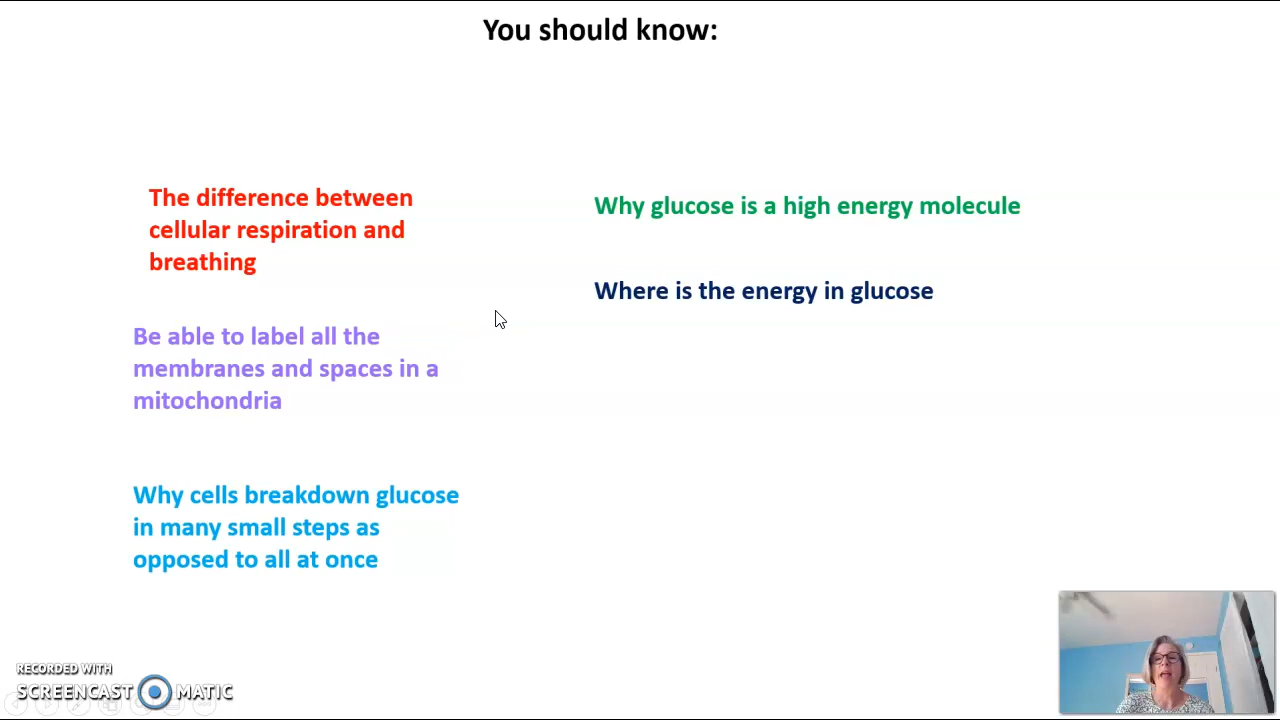 You should know:
The difference between
cellular respiration and
breathing
Why glucose is a high energy molecule
Where is the energy in glucose
Be able to label all the
membranes and spaces in a
mitochondria
Why cells breakdown glucose
in many small steps as
opposed to all at once
RECORDED WITH
SCREENCAST MATIC